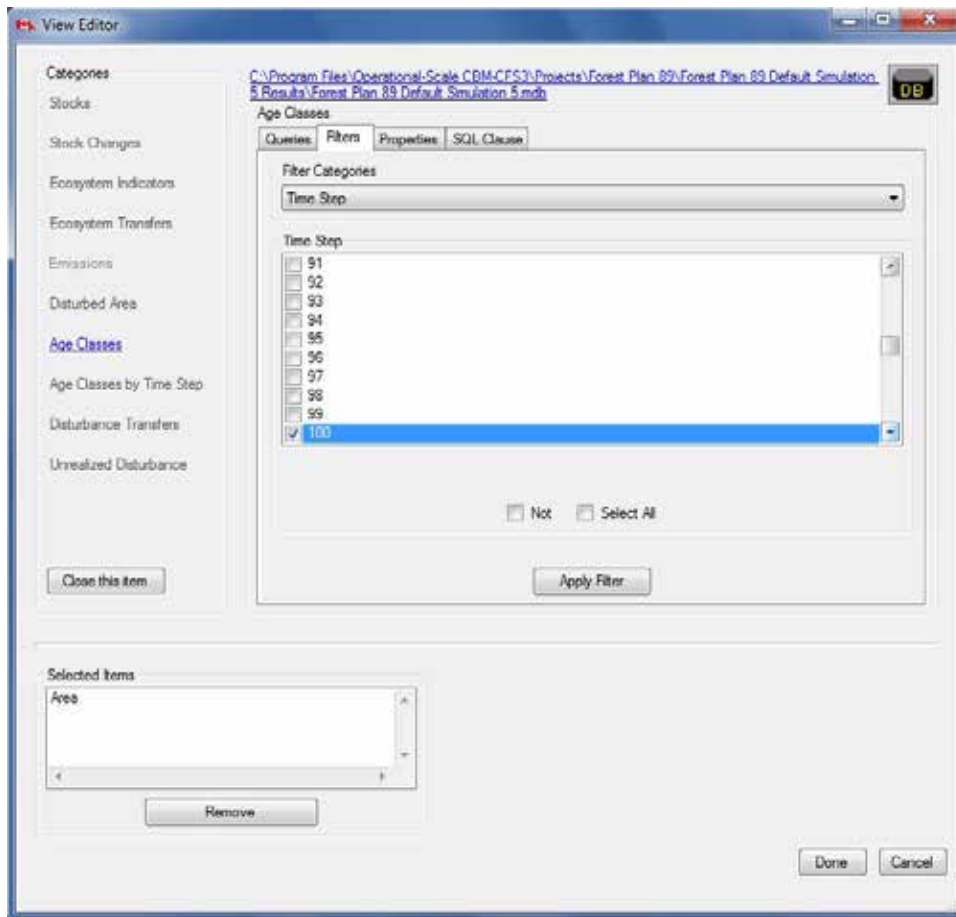 View Editor
Categories
Stocks
Stock Changes
Ecosystem Indicators
Ecosystem Transfers
Emissions
Disturbed Area
Age Classes
Age Classes by Time Step
Disturbance Transfers
Unrealized Disturbance
Close this item
C:\Program Files\Operational-Scale CBM-CFS3\Projects\Forest Plan 89\Forest Plan 89 Default Simulation
5 Results\Forest Plan 89 Default Simulation 5.mdb
DB
Age Classes
Queries Filters Properties SQL Clause
Filter Categories
Time Step
Time Step
91
92
93
94
95
96
97
98
99
100
Not Select All
Apply Filter
Selected Items
Area
Remove
Done Cancel